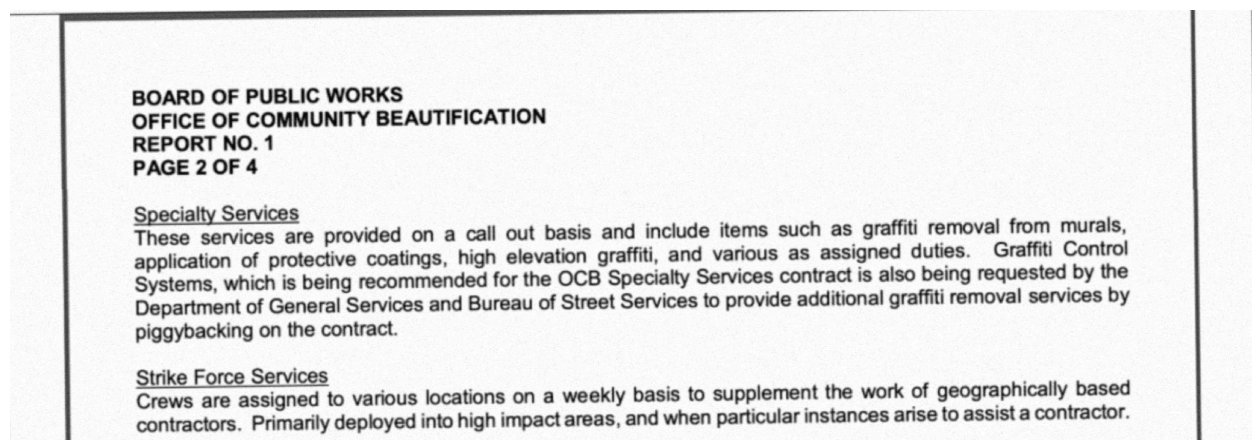 BOARD OF PUBLIC WORKS
OFFICE OF COMMUNITY BEAUTIFICATION
REPORT NO. 1
PAGE 2 OF 4
Specialty Services
These services are provided on a call out basis and include items such as graffiti removal from murals,
application of protective coatings, high elevation graffiti, and various as assigned duties. Graffiti Control
Systems, which is being recommended for the OCB Specialty Services contract is also being requested by the
Department of General Services and Bureau of Street Services to provide additional graffiti removal services by
piggybacking on the contract.
Strike Force Services
Crews are assigned to various locations on a weekly basis to supplement the work of geographically based
contractors. Primarily deployed into high impact areas, and when particular instances arise to assist a contractor.